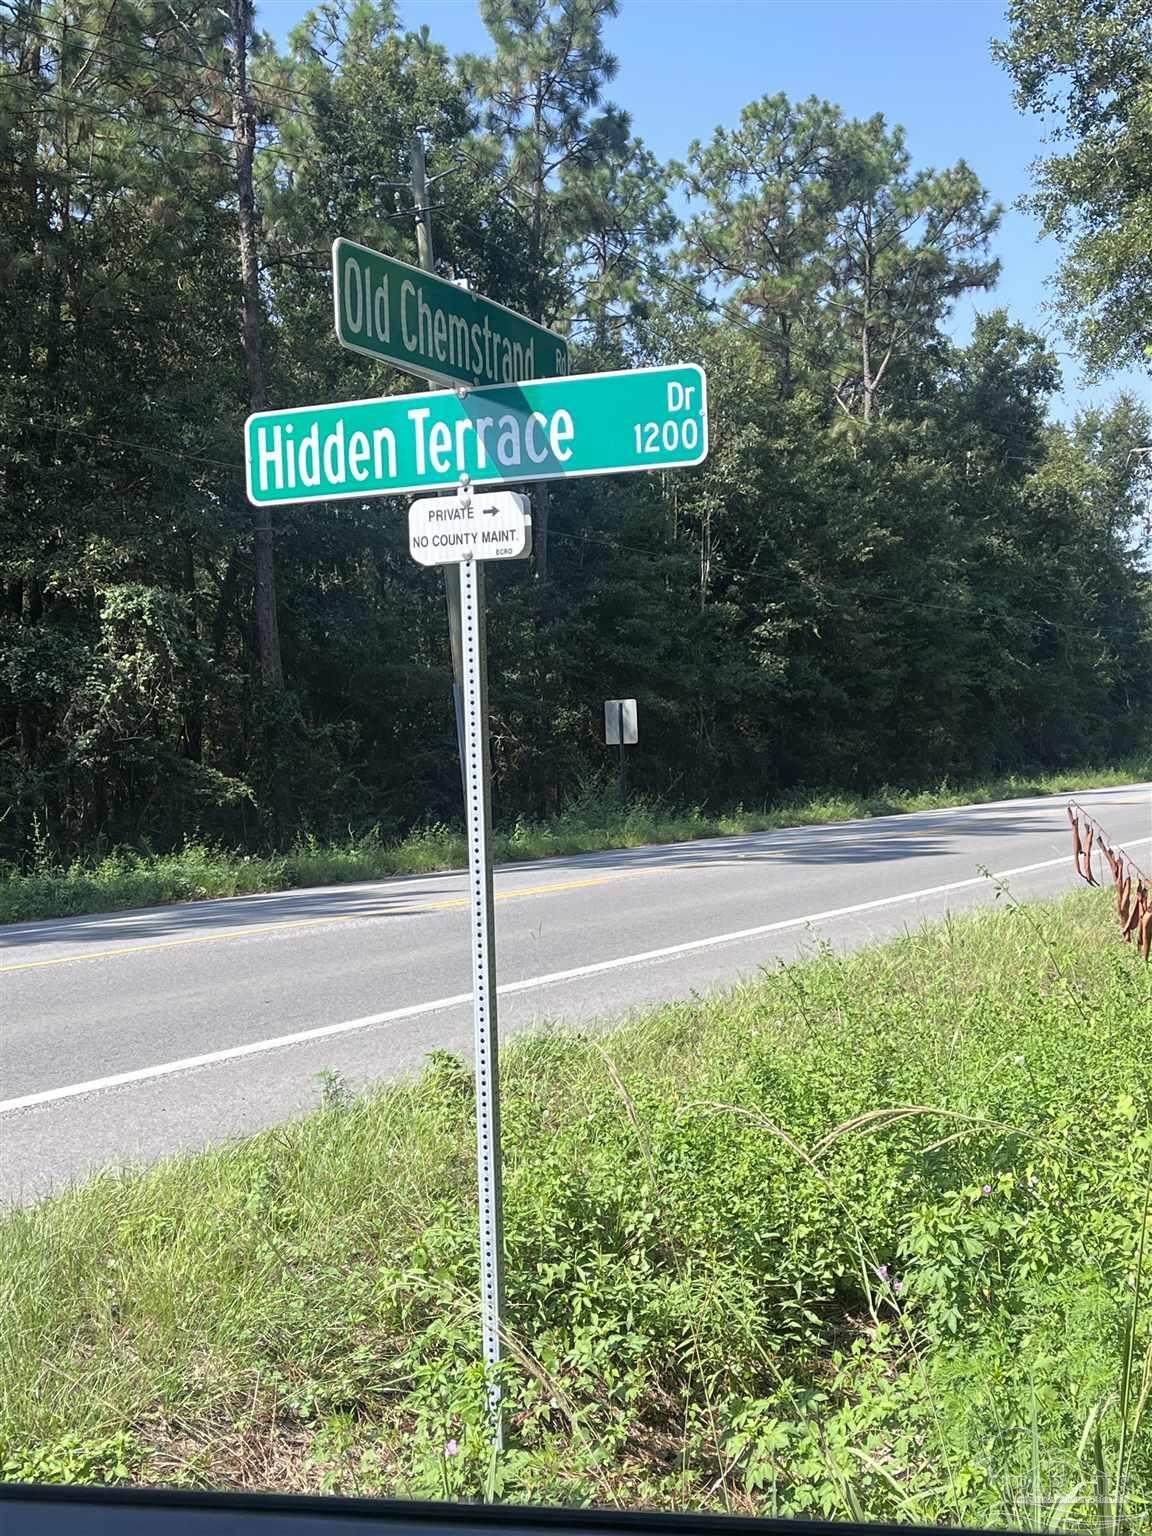 Old Chemstrand Rd
Hidden Terrace Dr
1200
PRIVATE →
NO COUNTY MAINT.
ECRD